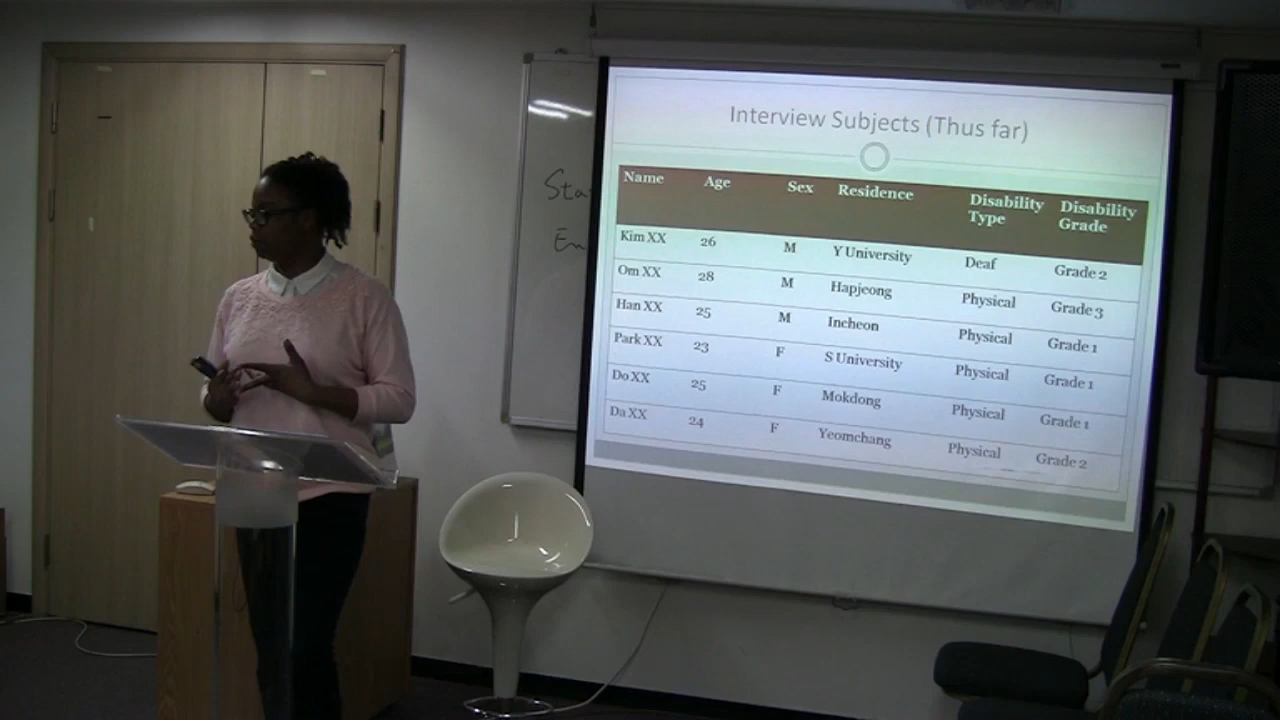 Interview Subjects (Thus far)
Name Age Sex Residence Disability Type Disability Grade
Kim XX 26 M Y University Deaf Grade 2
Om XX 28 M Hapjeong Physical Grade 3
Han XX 25 M Incheon Physical Grade 1
Park XX 23 F S University Physical Grade 1
Do XX 25 F Mokdong Physical Grade 1
Da XX 24 F Yeomchang Physical Grade 2
Sta
En